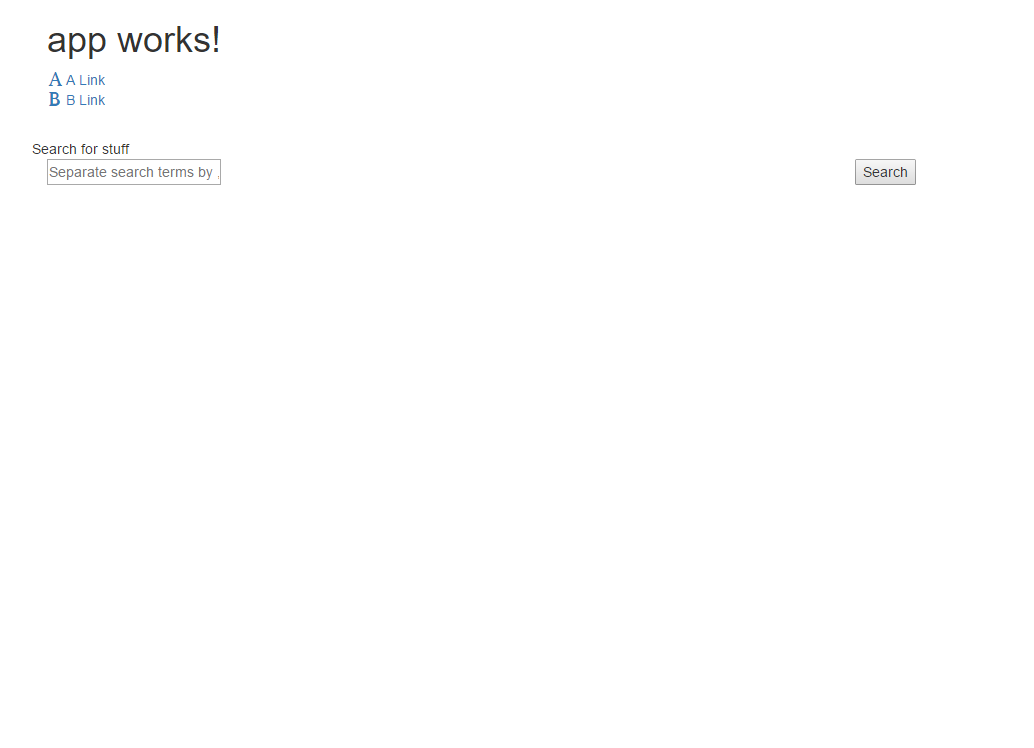 app works!
A A Link
B B Link
Search for stuff
Separate search terms by ,
Search